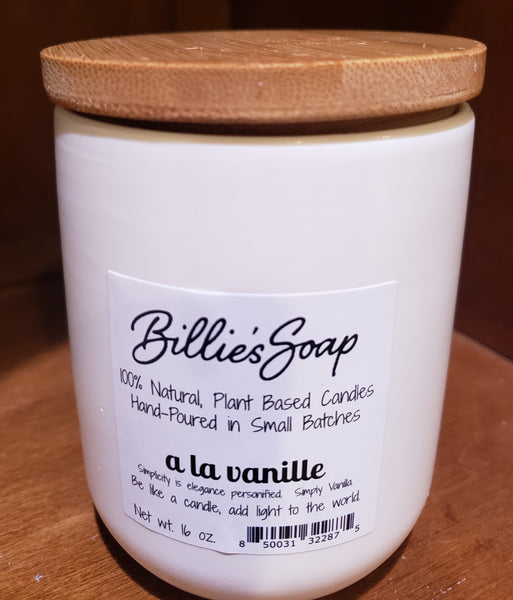 Billie's Soap
100% Natural, Plant Based Candles
Hand-Poured in Small Batches
a la vanille
Simplicity is elegance personified. Simply Vanilla.
Be like a candle, add light to the world.
Net wt. 16 oz.
8 50031 32287 5